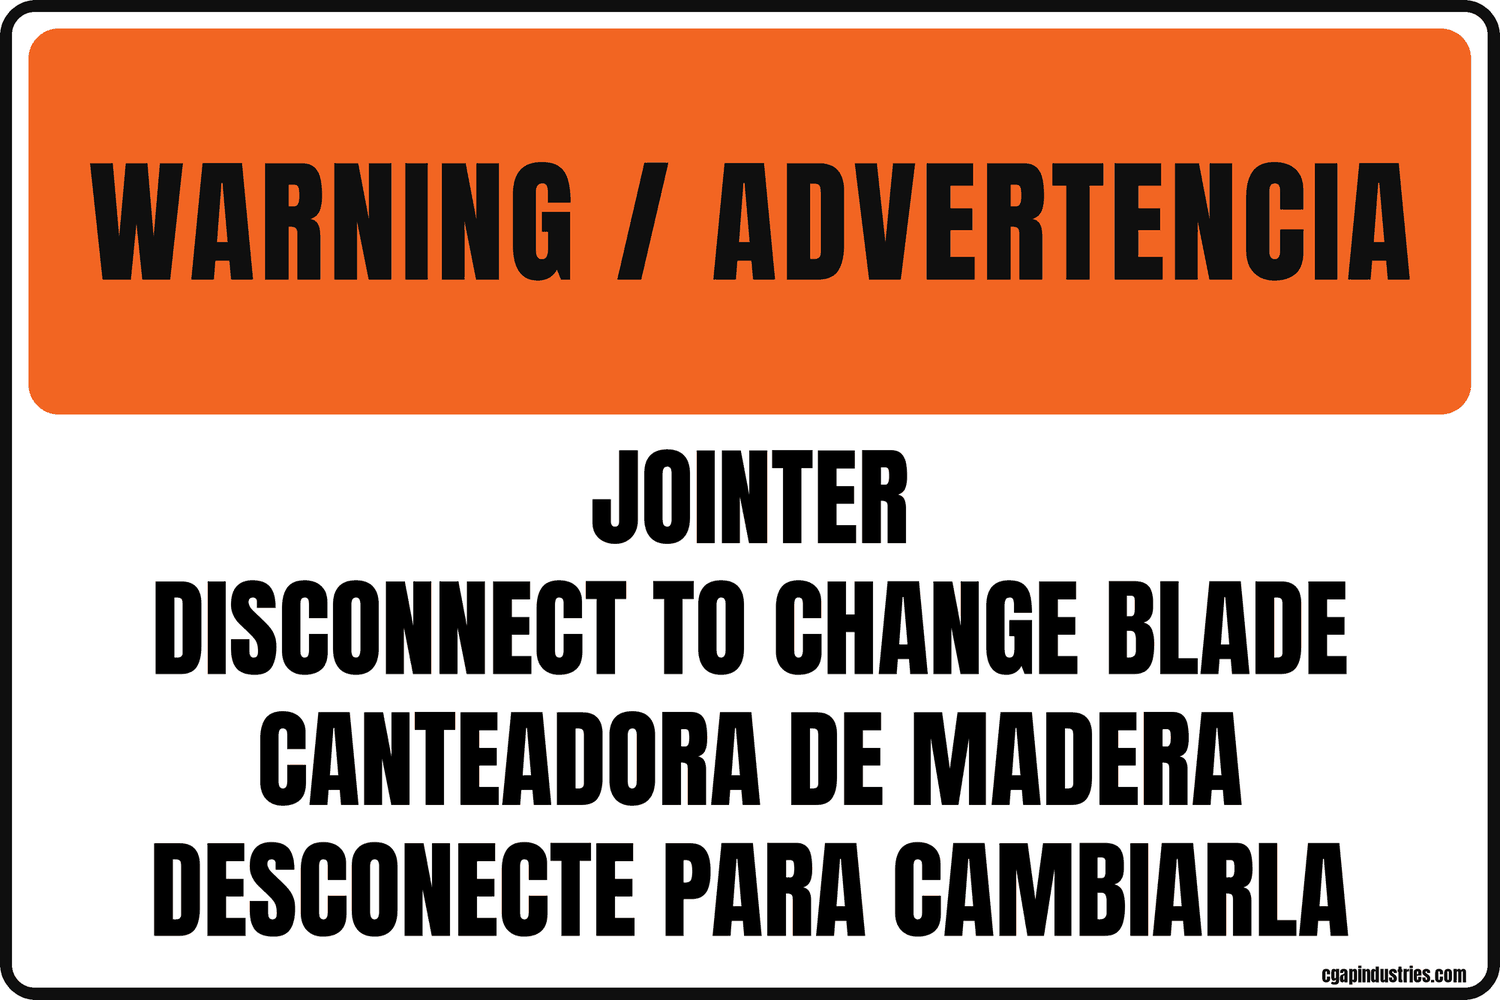 WARNING / ADVERTENCIA
JOINTER
DISCONNECT TO CHANGE BLADE
CANTEADORA DE MADERA
DESCONECTE PARA CAMBIARLA
cgapindustries.com